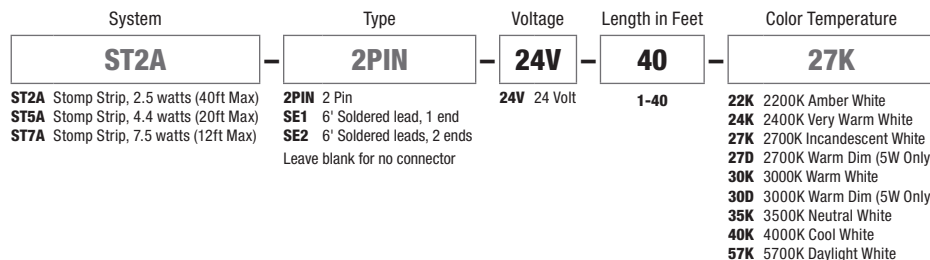 System Type Voltage Length in Feet Color Temperature
ST2A – 2PIN – 24V – 40 – 27K
ST2A Stomp Strip, 2.5 watts (40ft Max)
ST5A Stomp Strip, 4.4 watts (20ft Max)
ST7A Stomp Strip, 7.5 watts (12ft Max)
2PIN 2 Pin
SE1 6' Soldered lead, 1 end
SE2 6' Soldered leads, 2 ends
Leave blank for no connector
24V 24 Volt
1-40
22K 2200K Amber White
24K 2400K Very Warm White
27K 2700K Incandescent White
27D 2700K Warm Dim (5W Only
30K 3000K Warm White
30D 3000K Warm Dim (5W Only
35K 3500K Neutral White
40K 4000K Cool White
57K 5700K Daylight White